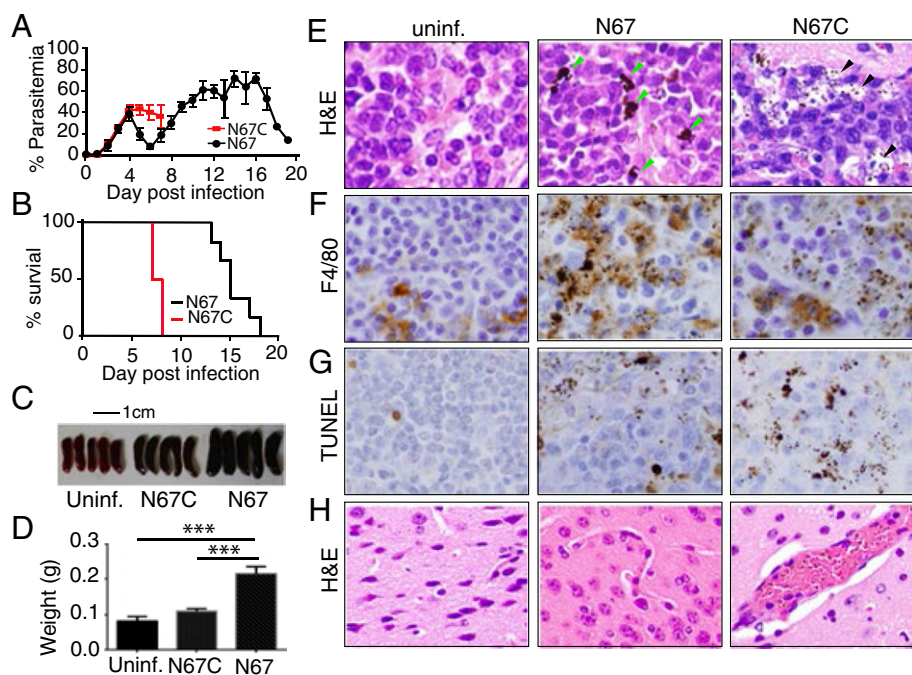 A
% Parasitemia
100
80
60
40
20
0
N67C
N67
0 4 8 12 16 20
Day post infection
B
% survial
100
50
0
N67
N67C
0 5 10 15 20
Day post infection
C
1cm
Uninf. N67C N67
D
Weight (g)
0.3
0.2
0.1
0.0
***
***
Uninf. N67C N67
uninf. N67 N67C
E
H&E
F
F4/80
G
TUNEL
H
H&E